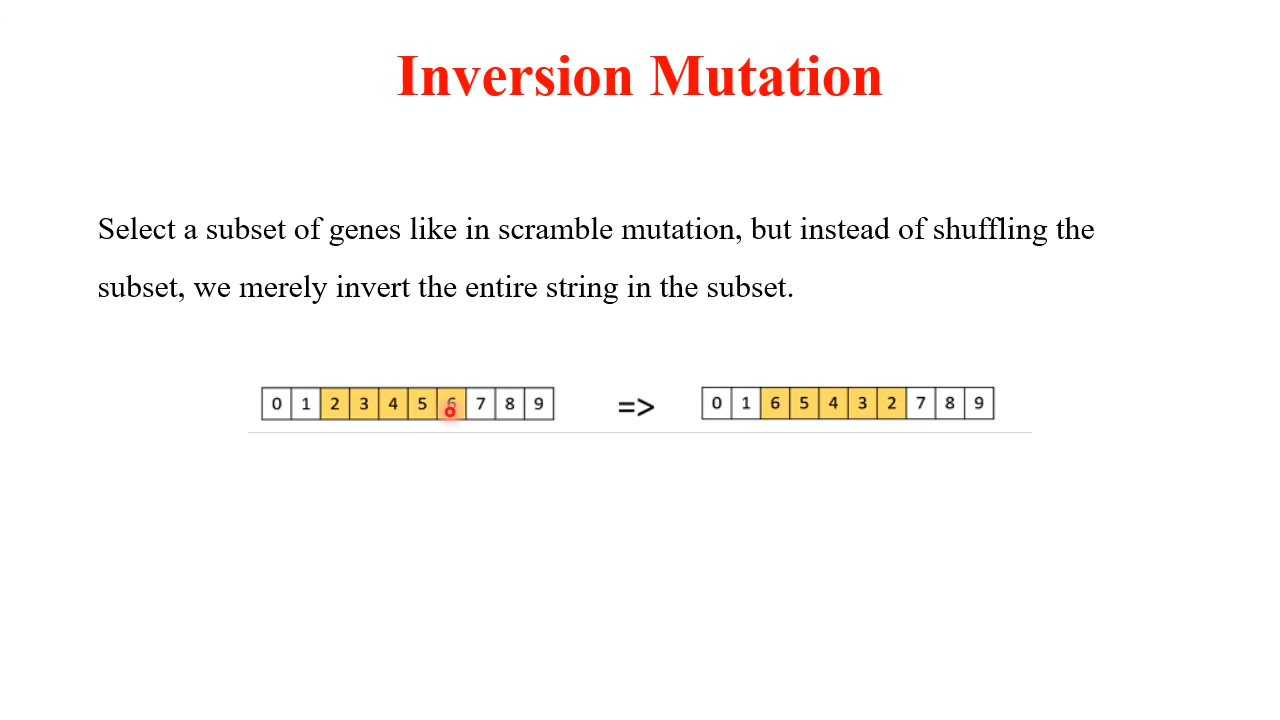 Inversion Mutation
Select a subset of genes like in scramble mutation, but instead of shuffling the
subset, we merely invert the entire string in the subset.
0 1 2 3 4 5 6 7 8 9 => 0 1 6 5 4 3 2 7 8 9